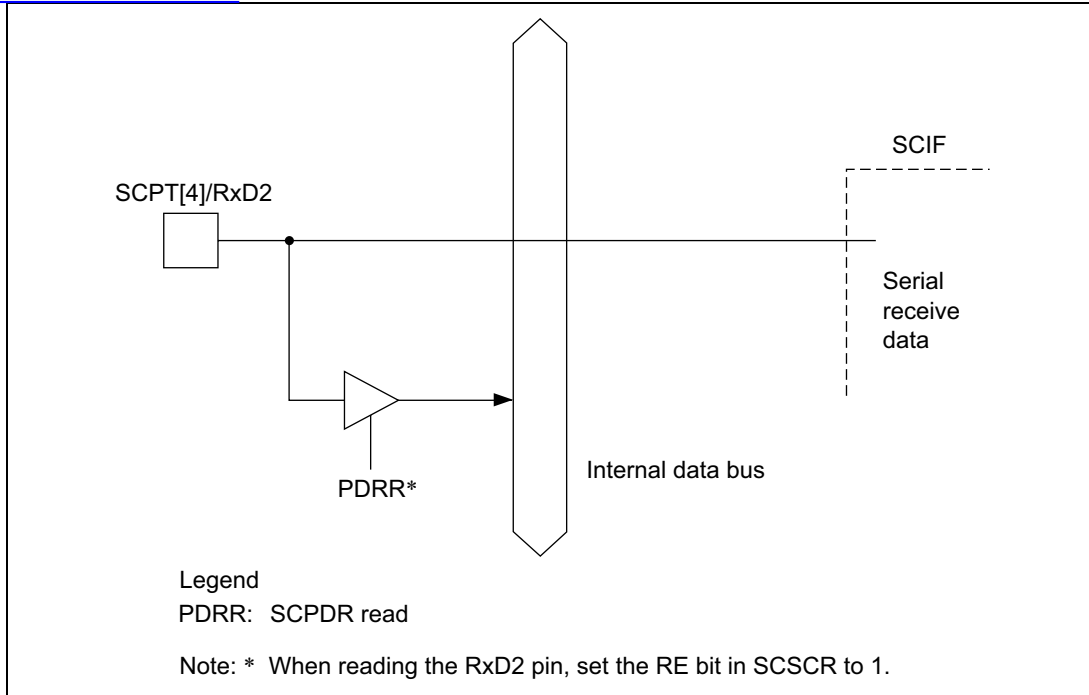 SCIF
SCPT[4]/RxD2
Serial
receive
data
Internal data bus
PDRR*
Legend
PDRR: SCPDR read
Note: * When reading the RxD2 pin, set the RE bit in SCSCR to 1.